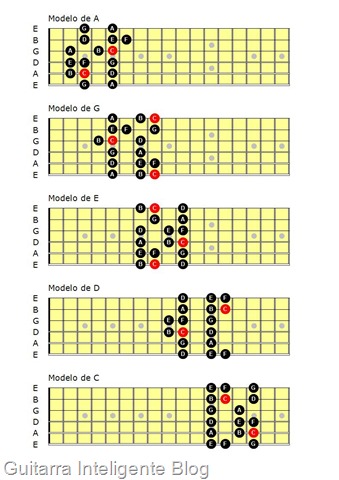 Modelo de A
E G A
B D E F
G A B C
D E F G
A B C D
E G A
Modelo de G
E A B C
B E F G
G B C D
D G A
A D E F
E A B C
Modelo de E
E B C D
B G A
G D E F
D A B C
A E F G
E B C D
Modelo de D
E D E F
B A B C
G E F G
D B C D
A G A
E D E F
Modelo de C
E E F G
B B C D
G G A
D D E F
A A B C
E E F G
Guitarra Inteligente Blog